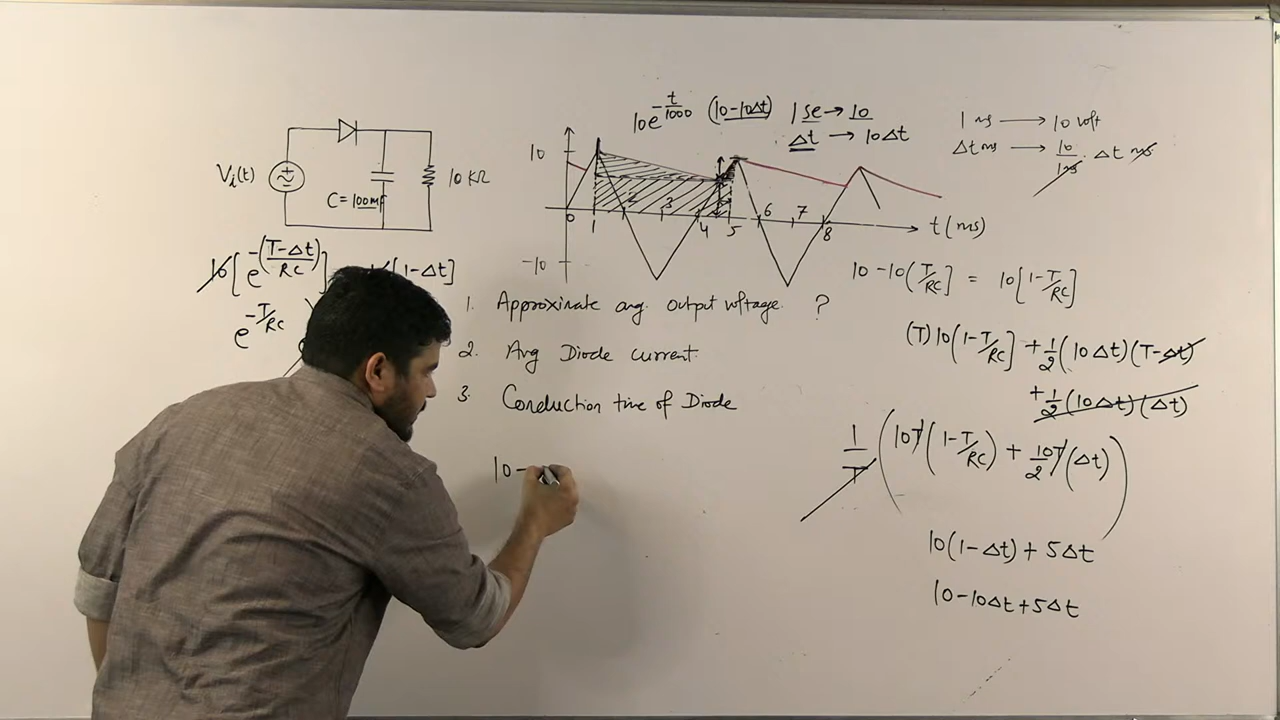 10e^(-t/1000) (10-10Δt)
1 se → 10
Δt → 10Δt
1 ms → 10 volt
Δt ms → 10/1ms · Δt ms
Vi(t)
C = 100mF
10 KΩ
10
-10
0 1 2 3 4 5 6 7 8
t (ms)
10[e^(-(T-Δt)/RC)] [1-Δt]
e^(-T/RC)
10-10(T/RC) = 10[1-T/RC]
1. Approximate avg. output voltage. ?
2. Avg Diode current.
3. Conduction time of Diode
(T)10(1-T/RC] + 1/2(10Δt)(T-Δt)
+ 1/2(10Δt)(Δt)
1/T (10T(1-T/RC) + 10T/2(Δt))
10(1-Δt) + 5Δt
10-10Δt+5Δt
10-